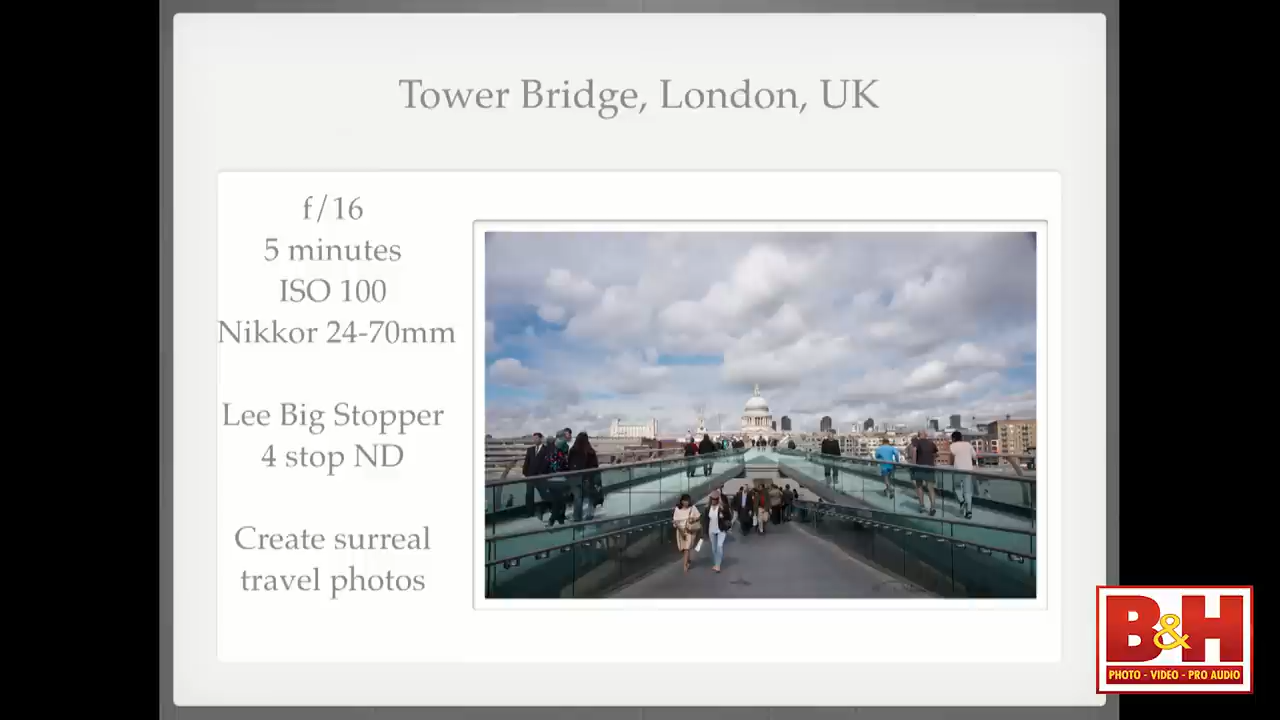 Tower Bridge, London, UK
f/16
5 minutes
ISO 100
Nikkor 24-70mm
Lee Big Stopper
4 stop ND
Create surreal
travel photos
B&H
PHOTO - VIDEO - PRO AUDIO